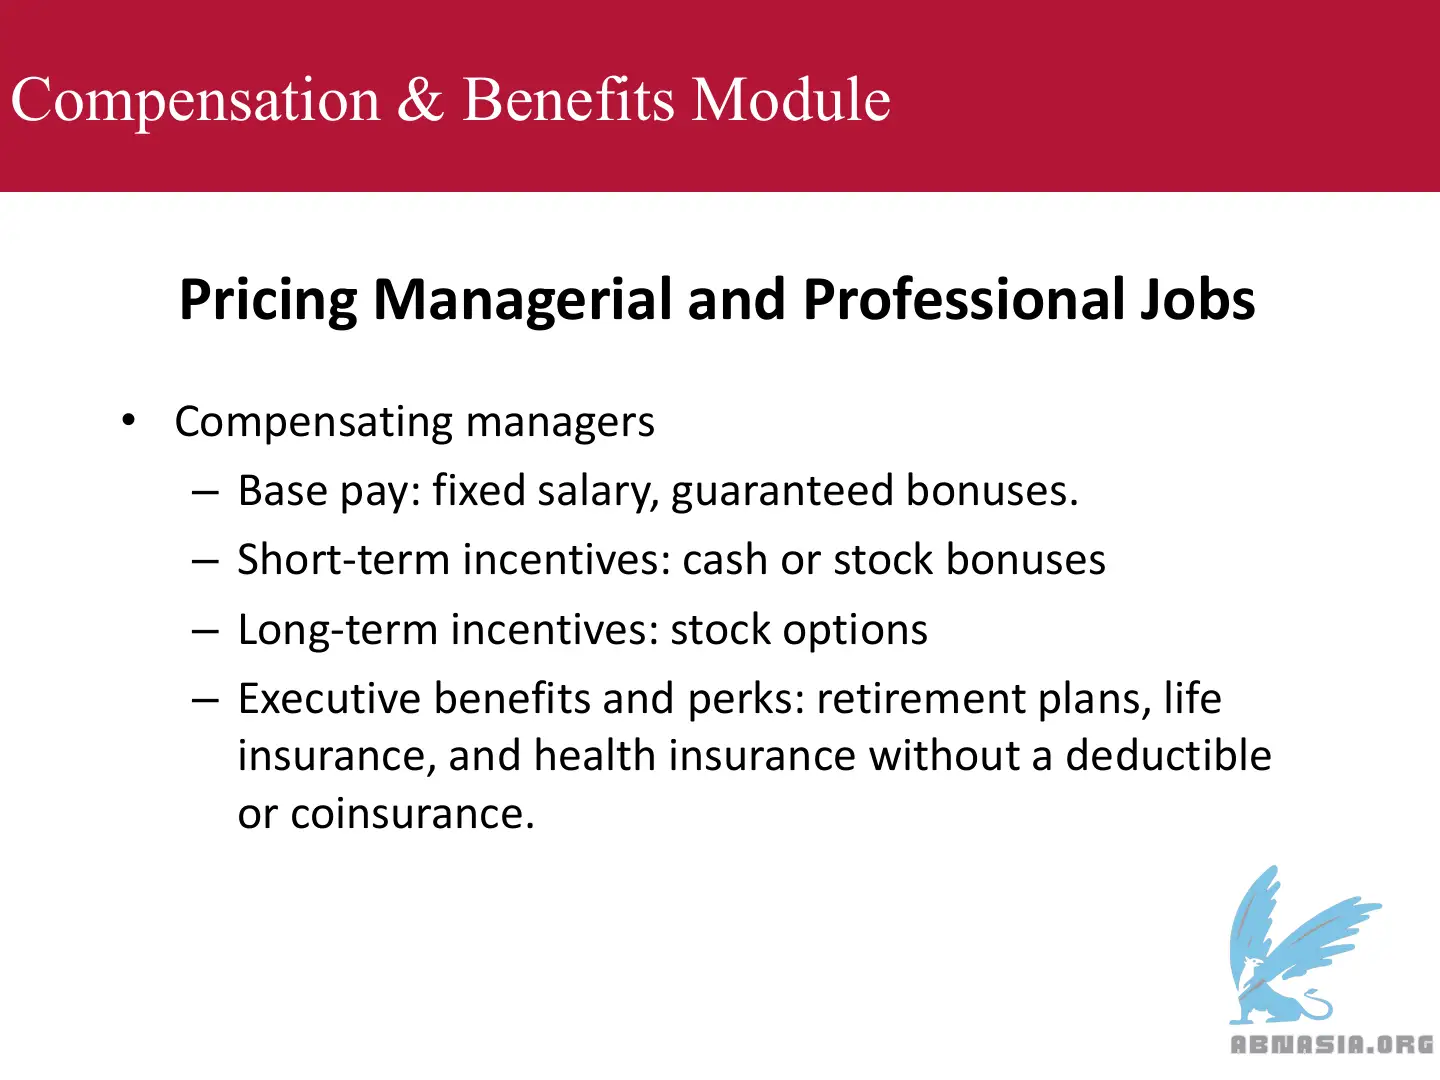 Compensation & Benefits Module
Pricing Managerial and Professional Jobs
• Compensating managers
– Base pay: fixed salary, guaranteed bonuses.
– Short-term incentives: cash or stock bonuses
– Long-term incentives: stock options
– Executive benefits and perks: retirement plans, life
insurance, and health insurance without a deductible
or coinsurance.
ABNASIA.ORG